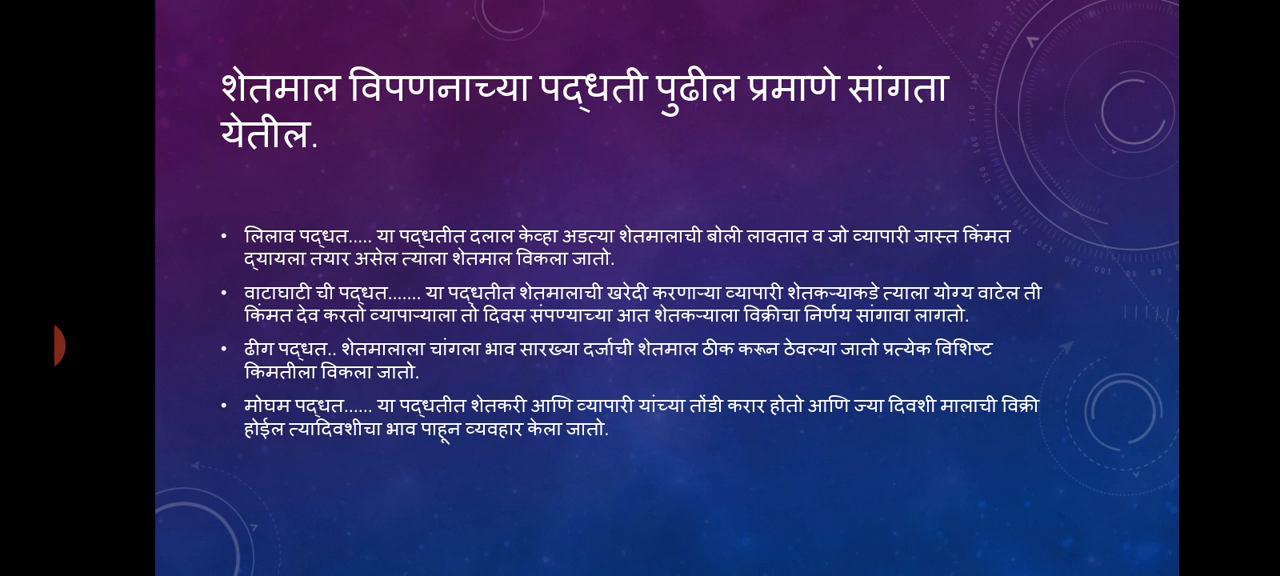 शेतमाल विपणनाच्या पद्धती पुढील प्रमाणे सांगता
येतील.
• लिलाव पद्धत..... या पद्धतीत दलाल केव्हा अडत्या शेतमालाची बोली लावतात व जो व्यापारी जास्त किंमत
द्यायला तयार असेल त्याला शेतमाल विकला जातो.
• वाटाघाटी ची पद्धत....... या पद्धतीत शेतमालाची खरेदी करणाऱ्या व्यापारी शेतकऱ्याकडे त्याला योग्य वाटेल ती
किंमत देव करतो व्यापाऱ्याला तो दिवस संपण्याच्या आत शेतकऱ्याला विक्रीचा निर्णय सांगावा लागतो.
• ढीग पद्धत.. शेतमालाला चांगला भाव सारख्या दर्जाची शेतमाल ठीक करून ठेवल्या जातो प्रत्येक विशिष्ट
किमतीला विकला जातो.
• मोघम पद्धत...... या पद्धतीत शेतकरी आणि व्यापारी यांच्या तोंडी करार होतो आणि ज्या दिवशी मालाची विक्री
होईल त्यादिवशीचा भाव पाहून व्यवहार केला जातो.